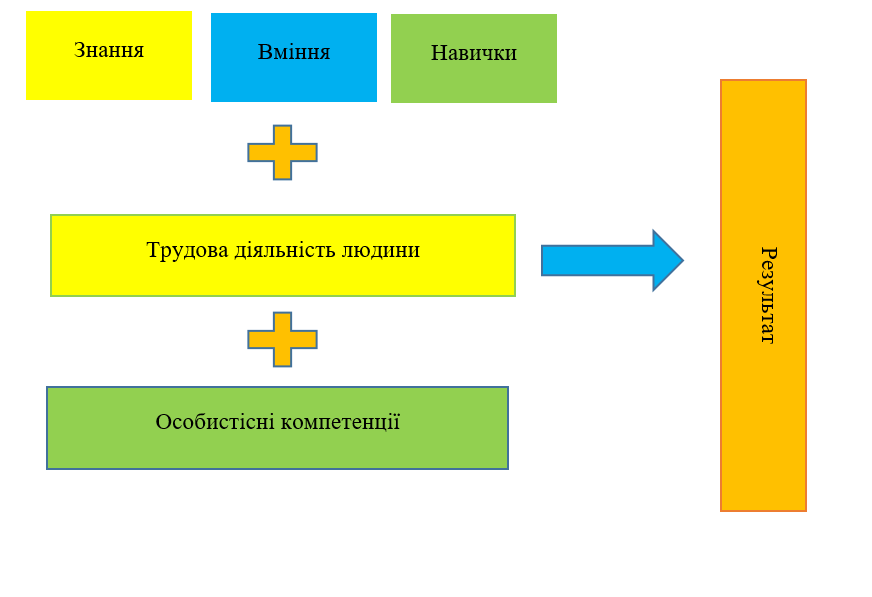 Знання
Вміння
Навички
Трудова діяльність людини
Результат
Особистісні компетенції